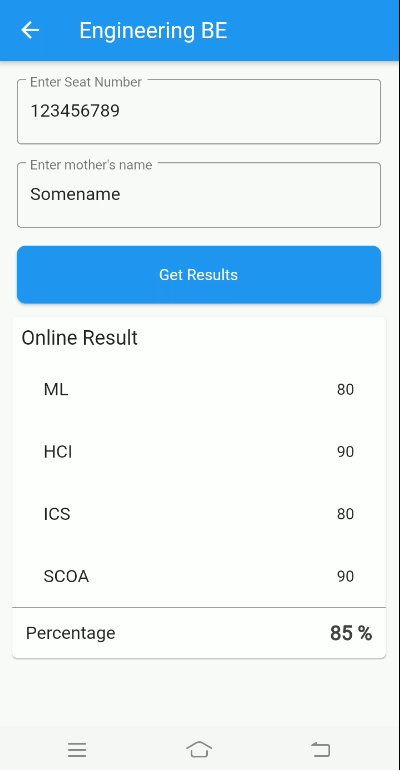 Engineering BE
Enter Seat Number
123456789
Enter mother's name
Somename
Get Results
Online Result
ML 80
HCI 90
ICS 80
SCOA 90
Percentage 85 %